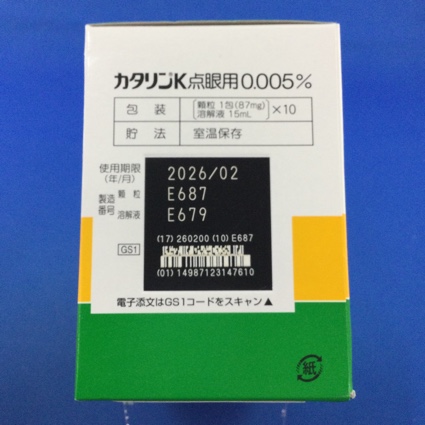 カタリンK点眼用0.005%
包装 顆粒 1包(87mg) 溶解液 15mL ×10
貯法 室温保存
使用期限(年/月) 2026/02
製造番号 顆粒 E687
溶解液 E679
(17) 260200 (10) E687
GS1
(01) 14987123147610
電子添文はGS1コードをスキャン▲
紙